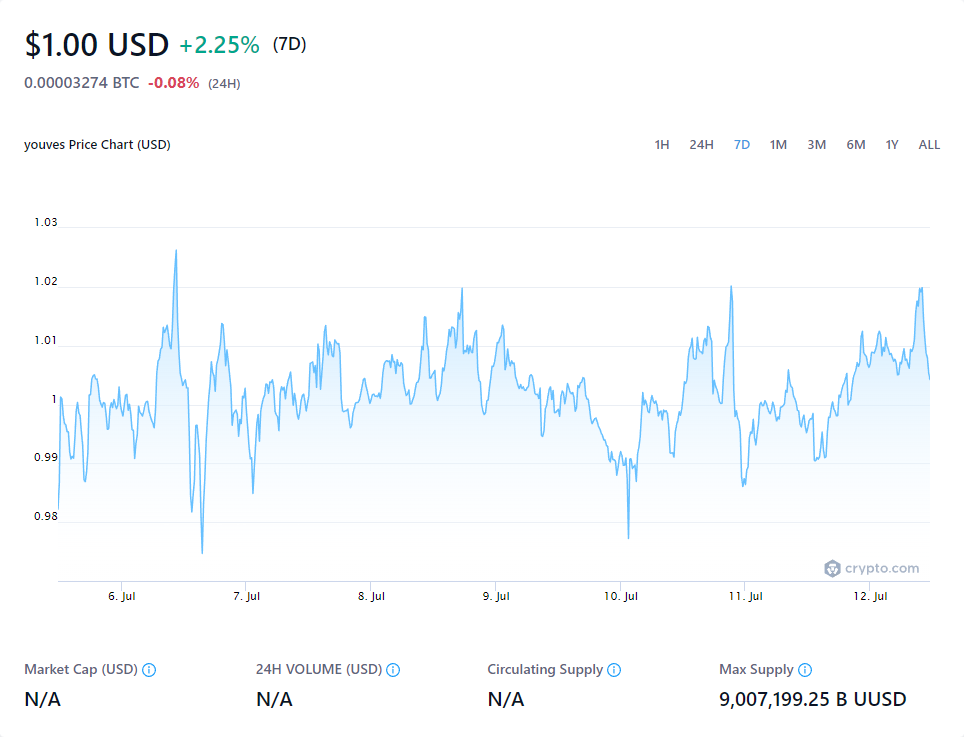 $1.00 USD +2.25% (7D)
0.00003274 BTC -0.08% (24H)
youves Price Chart (USD) 1H 24H 7D 1M 3M 6M 1Y ALL
1.03
1.02
1.01
1
0.99
0.98
crypto.com
6. Jul 7. Jul 8. Jul 9. Jul 10. Jul 11. Jul 12. Jul
Market Cap (USD) 24H VOLUME (USD) Circulating Supply Max Supply
N/A N/A N/A 9,007,199.25 B UUSD